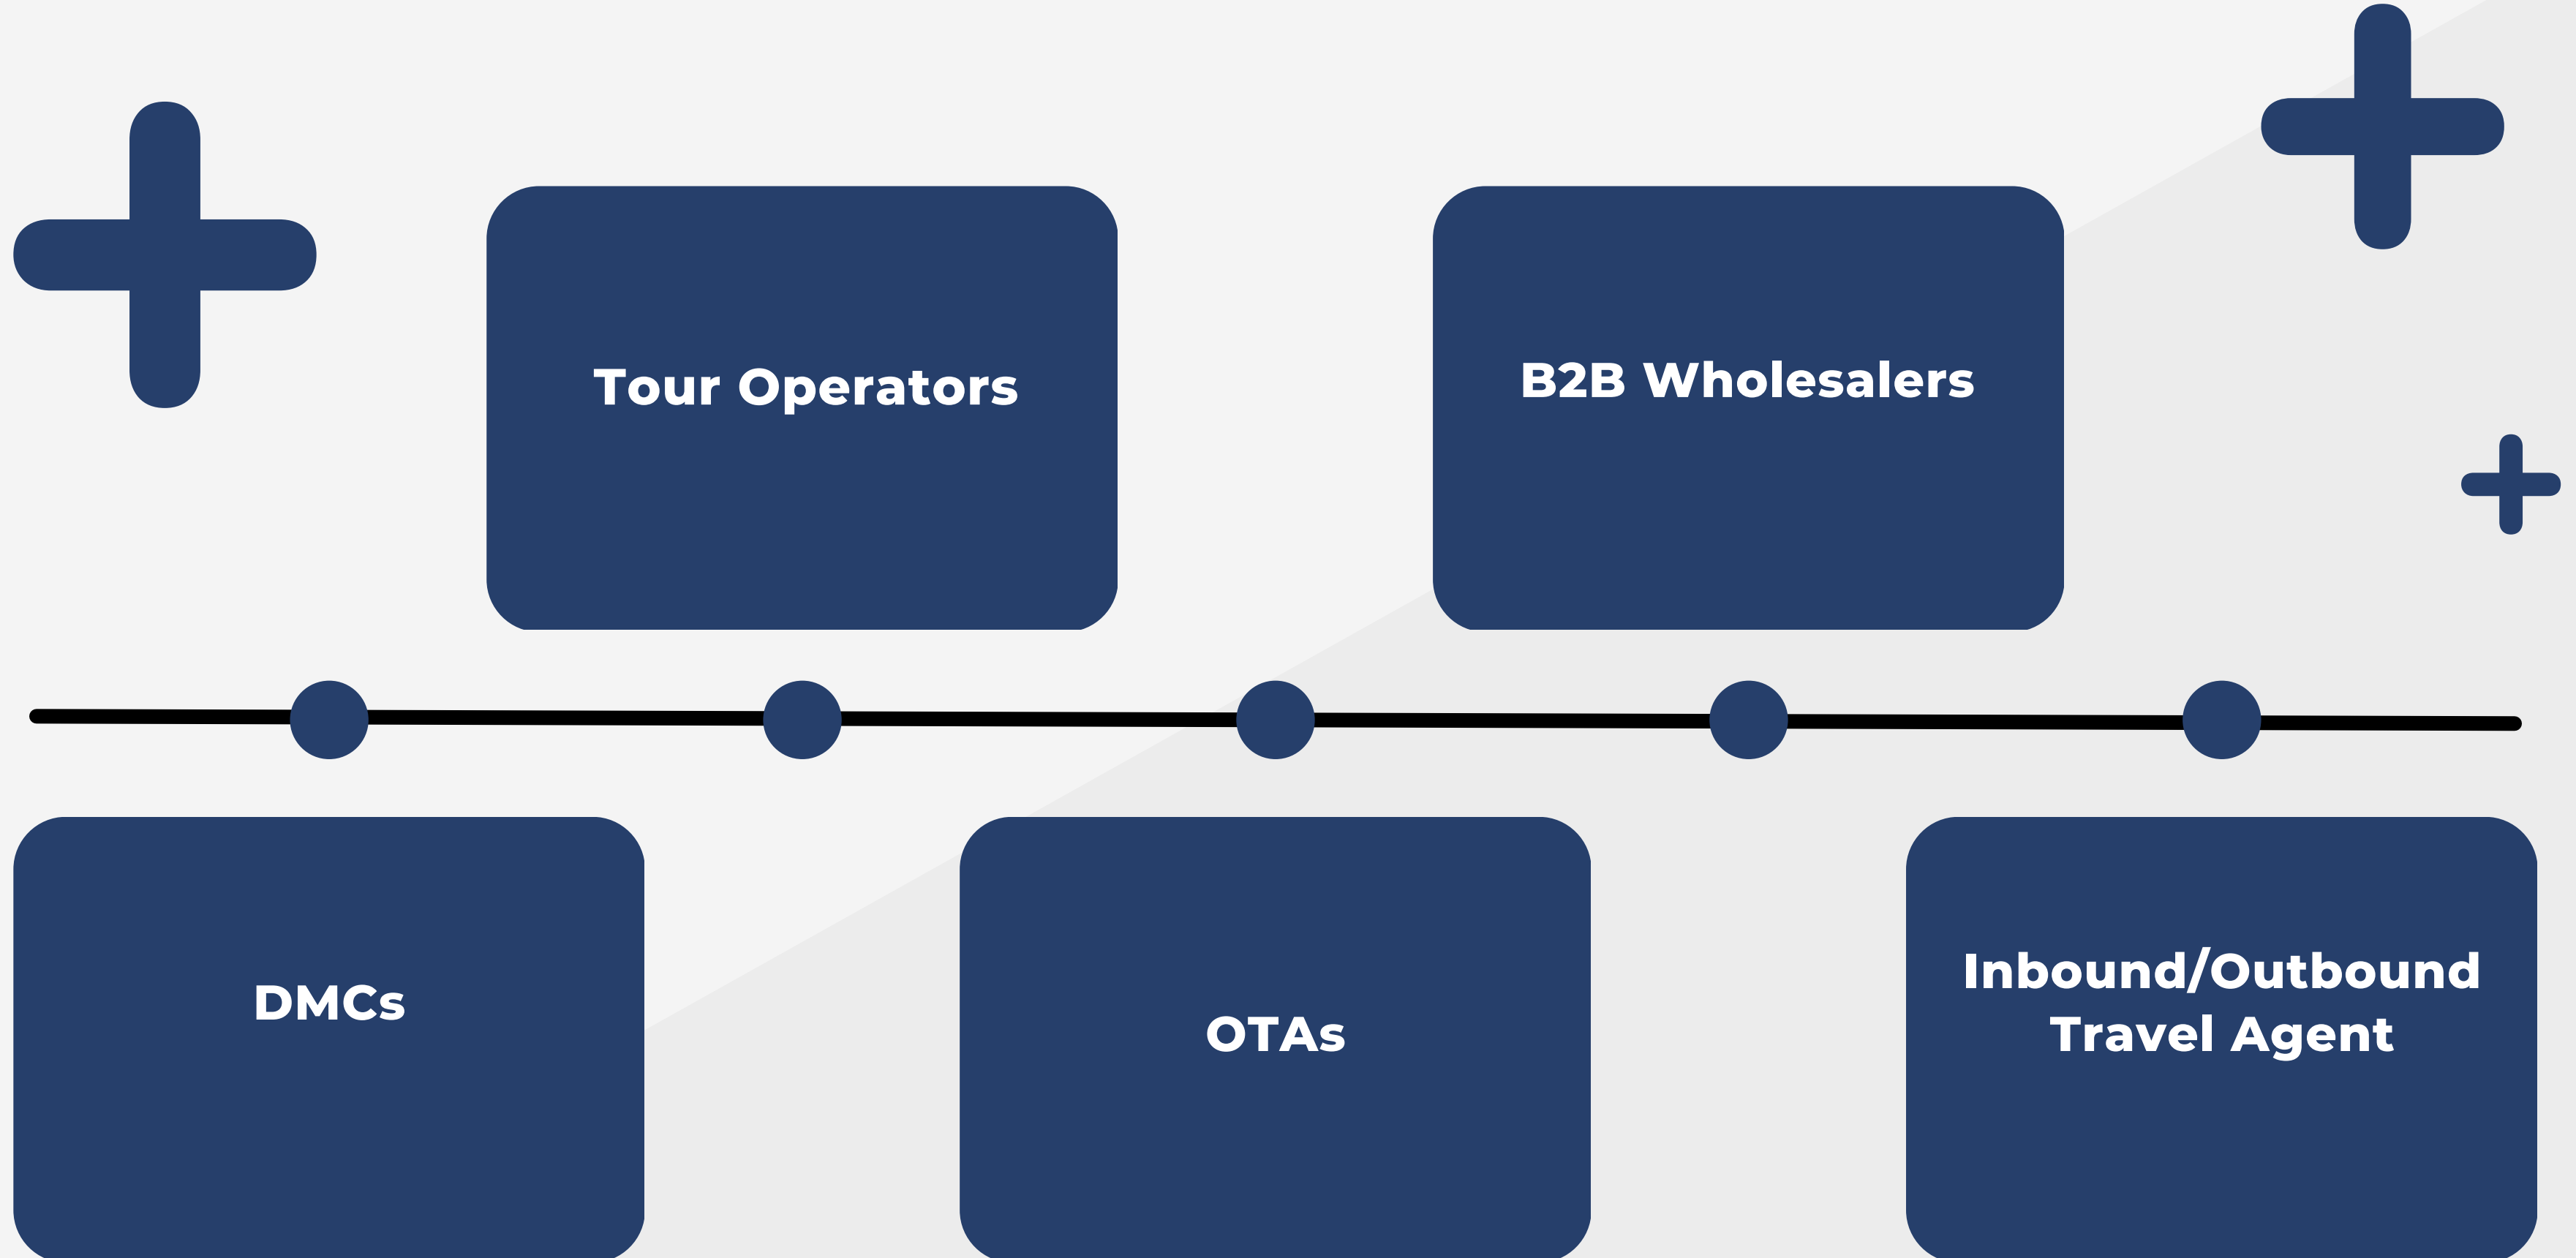 Tour Operators
B2B Wholesalers
DMCs
OTAs
Inbound/Outbound
Travel Agent